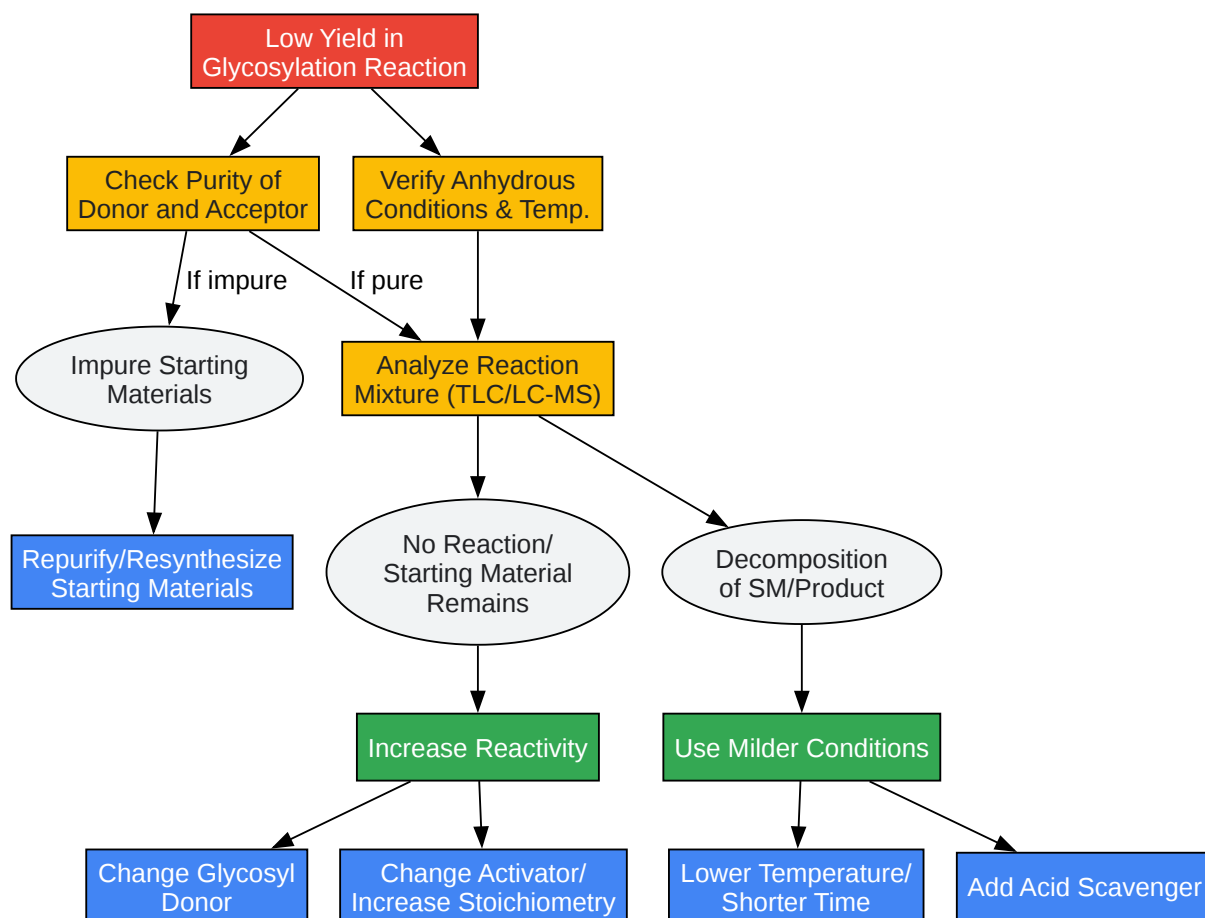 Low Yield in
Glycosylation Reaction
Check Purity of
Donor and Acceptor
Verify Anhydrous
Conditions & Temp.
If impure
If pure
Impure Starting
Materials
Analyze Reaction
Mixture (TLC/LC-MS)
Repurify/Resynthesize
Starting Materials
No Reaction/
Starting Material
Remains
Decomposition
of SM/Product
Increase Reactivity
Use Milder Conditions
Change Glycosyl
Donor
Change Activator/
Increase Stoichiometry
Lower Temperature/
Shorter Time
Add Acid Scavenger